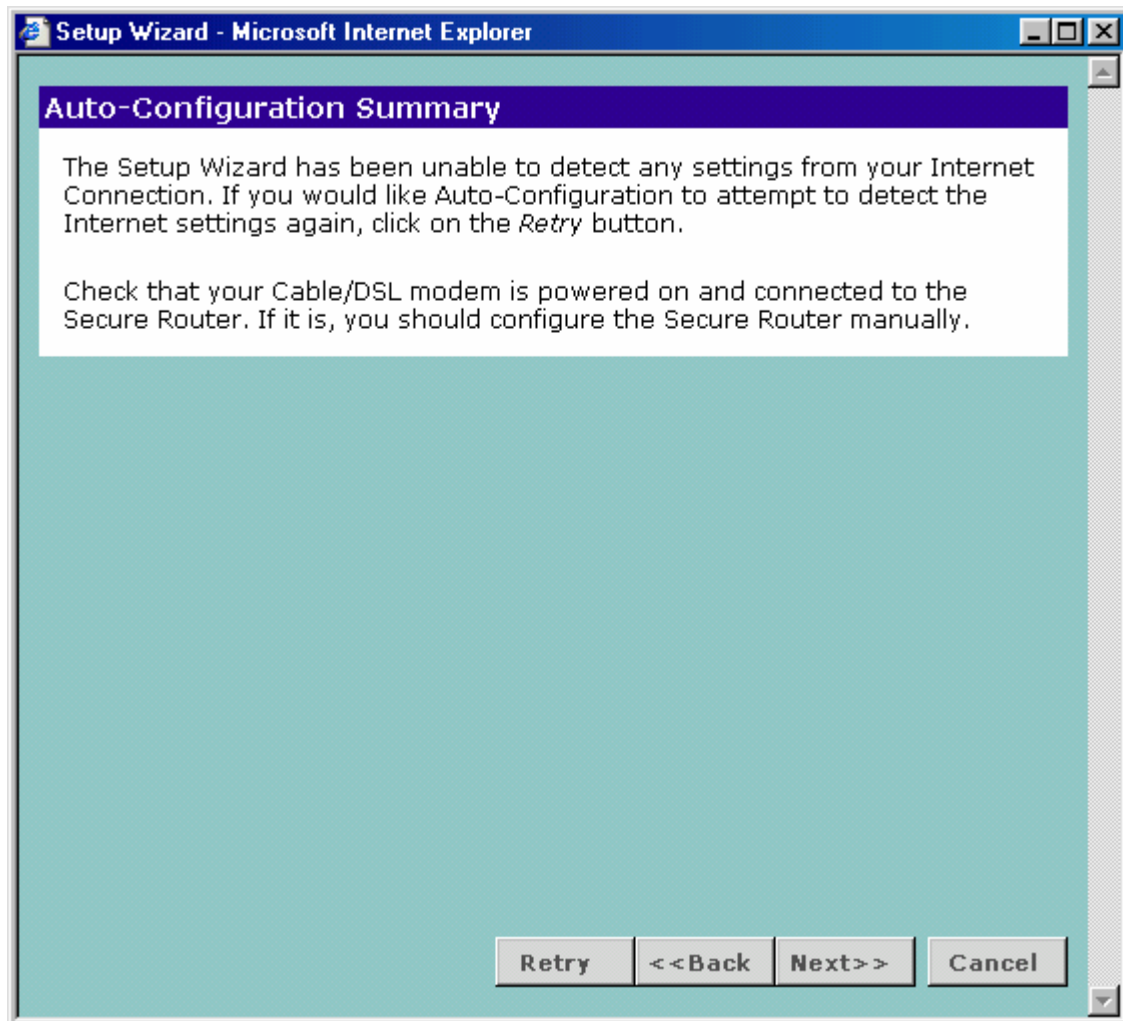 Setup Wizard - Microsoft Internet Explorer
Auto-Configuration Summary
The Setup Wizard has been unable to detect any settings from your Internet
Connection. If you would like Auto-Configuration to attempt to detect the
Internet settings again, click on the Retry button.
Check that your Cable/DSL modem is powered on and connected to the
Secure Router. If it is, you should configure the Secure Router manually.
Retry <<Back Next>> Cancel